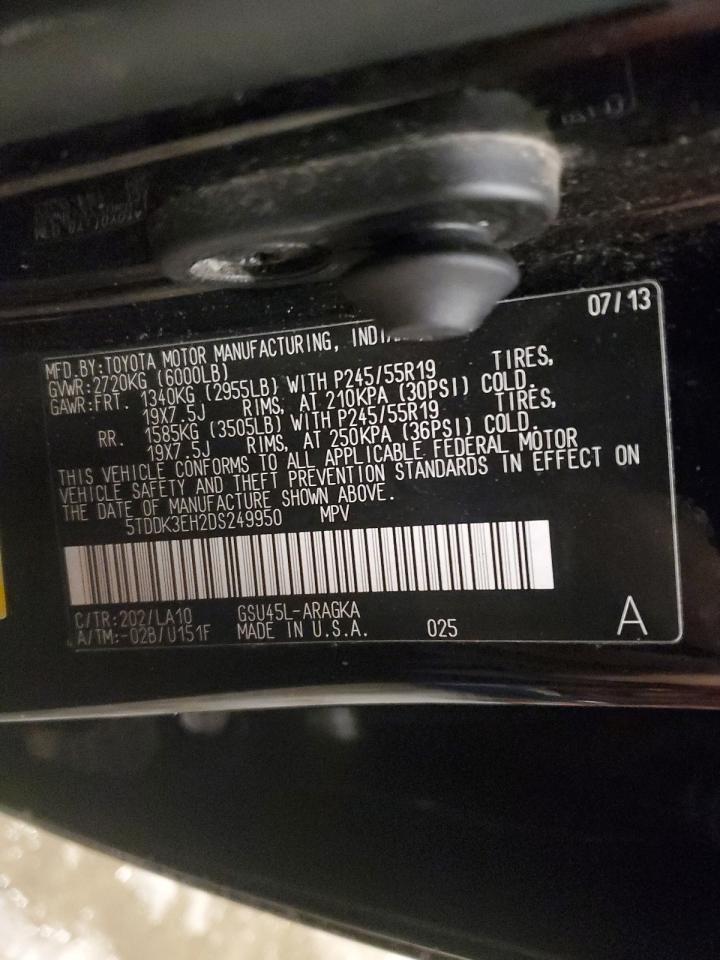 07/13
MFD.BY:TOYOTA MOTOR MANUFACTURING,
GVWR:2720KG (6000LB)
GAWR:FRT. 1340KG (2955LB) WITH P245/55R19 TIRES,
19X7.5J RIMS, AT 210KPA (30PSI) COLD.
RR. 1585KG (3505LB) WITH P245/55R19 TIRES,
19X7.5J RIMS, AT 250KPA (36PSI) COLD.
THIS VEHICLE CONFORMS TO ALL APPLICABLE FEDERAL MOTOR
VEHICLE SAFETY AND THEFT PREVENTION STANDARDS IN EFFECT ON
THE DATE OF MANUFACTURE SHOWN ABOVE.
5TDDK3EH2DS249950 MPV
C/TR:202/LA10 GSU45L-ARAGKA
A/TM:-02B/U151F MADE IN U.S.A. 025 A